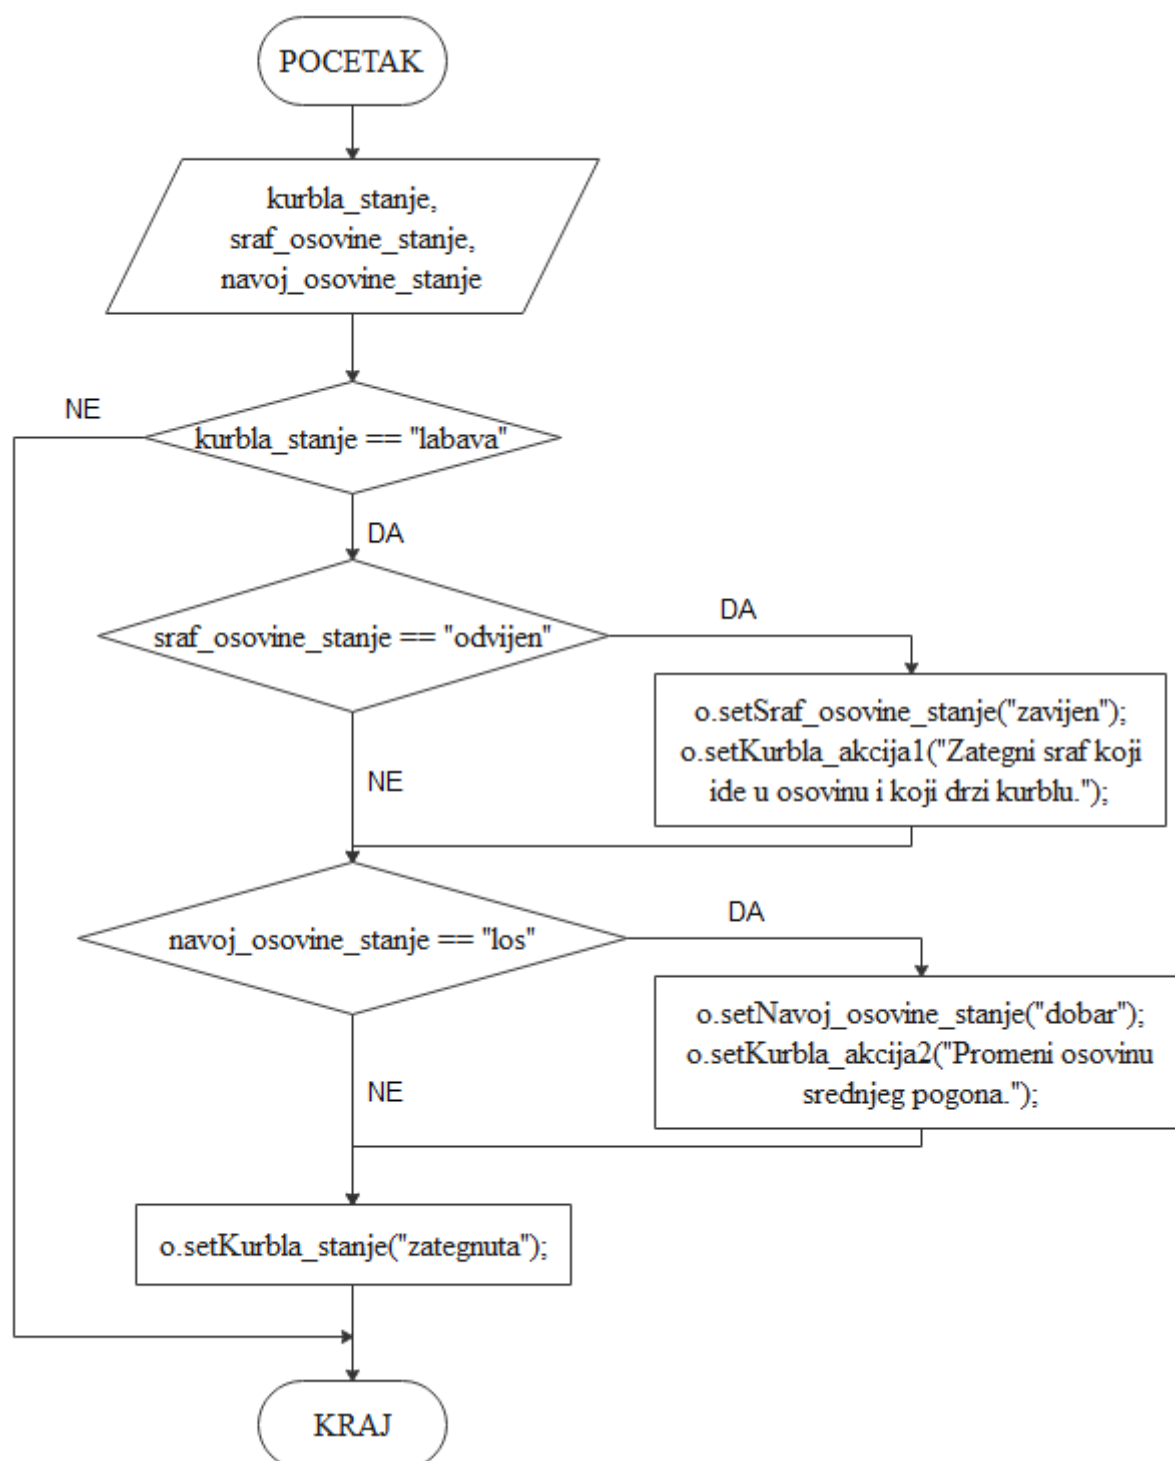 POCETAK
kurbla_stanje,
sraf_osovine_stanje,
navoj_osovine_stanje
NE
kurbla_stanje == "labava"
DA
sraf_osovine_stanje == "odvijen"
DA
o.setSraf_osovine_stanje("zavijen");
o.setKurbla_akcija1("Zategni sraf koji
ide u osovinu i koji drzi kurblu.");
NE
navoj_osovine_stanje == "los"
DA
o.setNavoj_osovine_stanje("dobar");
o.setKurbla_akcija2("Promeni osovinu
srednjeg pogona.");
NE
o.setKurbla_stanje("zategnuta");
KRAJ